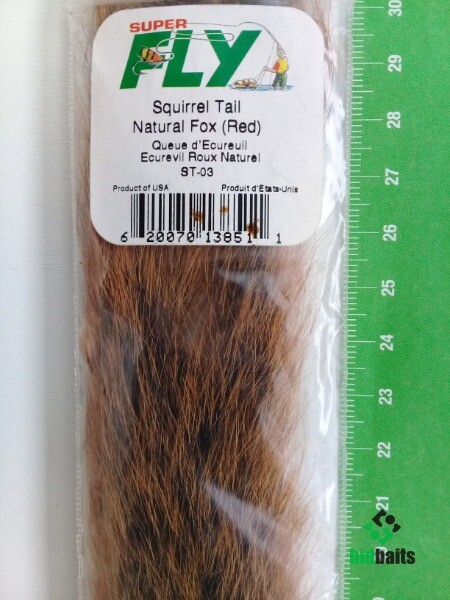 SUPER
FLY
Squirrel Tail
Natural Fox (Red)
Queue d'Ecureuil
Ecurevil Roux Naturel
ST-03
Product of USA Produit d'Etats-Unis
6 20070 13851 1
30
29
28
27
26
25
24
23
22
21
baits